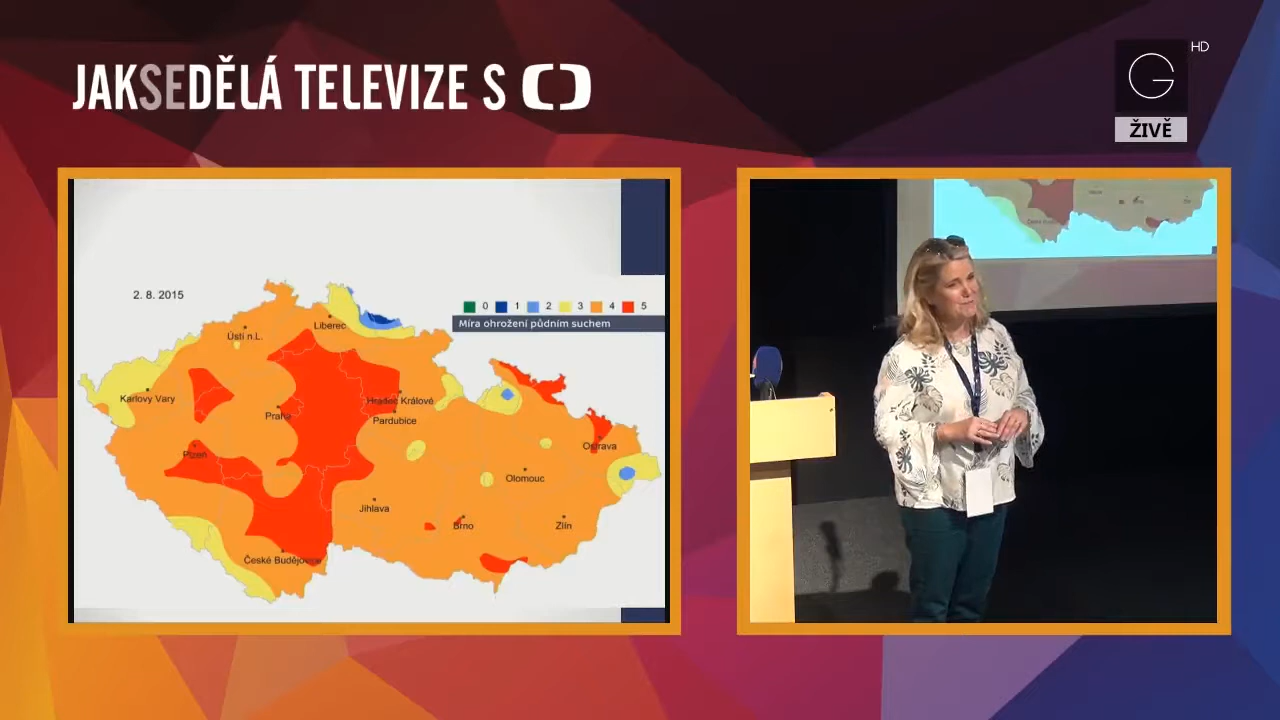 JAKSEDĚLÁ TELEVIZE S
HD
G
ŽIVĚ
2. 8. 2015
0 1 2 3 4 5
Míra ohrožení půdním suchem
Liberec
Ústí n.L.
Karlovy Vary
Hradec Králové
Praha
Pardubice
Plzeň
Ostrava
Olomouc
Jihlava
Brno
Zlín
České Budějovice